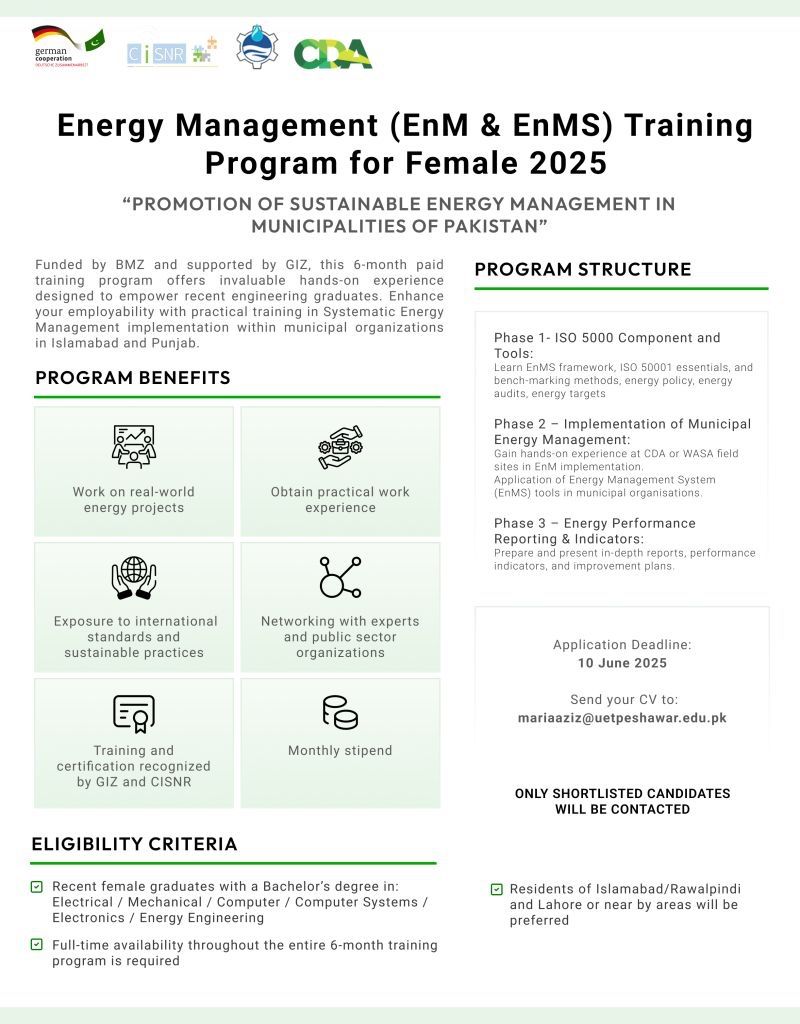 german
cooperation
DEUTSCHE ZUSAMMENARBEIT
CiSNR
CDA
Energy Management (EnM & EnMS) Training
Program for Female 2025
“PROMOTION OF SUSTAINABLE ENERGY MANAGEMENT IN
MUNICIPALITIES OF PAKISTAN”
Funded by BMZ and supported by GIZ, this 6-month paid
training program offers invaluable hands-on experience
designed to empower recent engineering graduates. Enhance
your employability with practical training in Systematic Energy
Management implementation within municipal organizations
in Islamabad and Punjab.
PROGRAM BENEFITS
Work on real-world
energy projects
Obtain practical work
experience
Exposure to international
standards and
sustainable practices
Networking with experts
and public sector
organizations
Training and
certification recognized
by GIZ and CISNR
Monthly stipend
PROGRAM STRUCTURE
Phase 1- ISO 5000 Component and
Tools:
Learn EnMS framework, ISO 50001 essentials, and
bench-marking methods, energy policy, energy
audits, energy targets
Phase 2 – Implementation of Municipal
Energy Management:
Gain hands-on experience at CDA or WASA field
sites in EnM implementation.
Application of Energy Management System
(EnMS) tools in municipal organisations.
Phase 3 – Energy Performance
Reporting & Indicators:
Prepare and present in-depth reports, performance
indicators, and improvement plans.
Application Deadline:
10 June 2025
Send your CV to:
mariaaziz@uetpeshawar.edu.pk
ONLY SHORTLISTED CANDIDATES
WILL BE CONTACTED
ELIGIBILITY CRITERIA
Recent female graduates with a Bachelor’s degree in:
Electrical / Mechanical / Computer / Computer Systems /
Electronics / Energy Engineering
Full-time availability throughout the entire 6-month training
program is required
Residents of Islamabad/Rawalpindi
and Lahore or near by areas will be
preferred